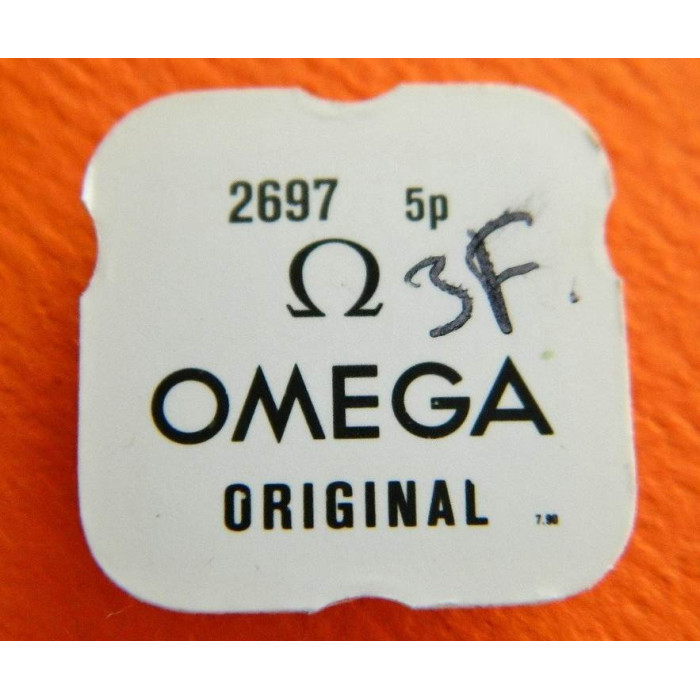 2697 5p
Ω 3F.
OMEGA
ORIGINAL 7.90